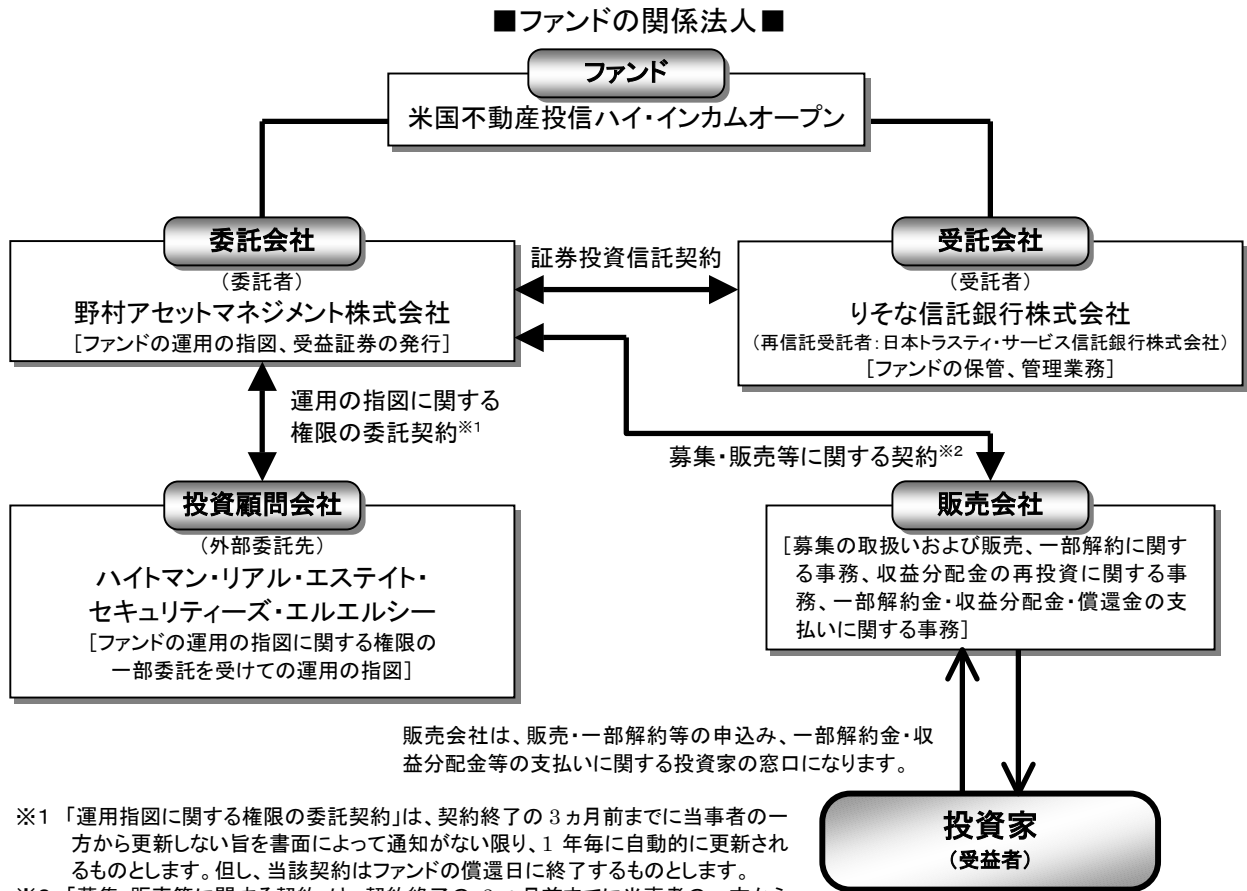 ■ファンドの関係法人■
ファンド
米国不動産投信ハイ・インカムオープン
委託会社
(委託者)
野村アセットマネジメント株式会社
[ファンドの運用の指図、受益証券の発行]
証券投資信託契約
受託会社
(受託者)
りそな信託銀行株式会社
(再信託受託者:日本トラスティ・サービス信託銀行株式会社)
[ファンドの保管、管理業務]
運用の指図に関する
権限の委託契約※1
募集・販売等に関する契約※2
投資顧問会社
(外部委託先)
ハイトマン・リアル・エステイト・
セキュリティーズ・エルエルシー
[ファンドの運用の指図に関する権限の
一部委託を受けての運用の指図]
販売会社
[募集の取扱いおよび販売、一部解約に関す
る事務、収益分配金の再投資に関する事
務、一部解約金・収益分配金・償還金の支
払いに関する事務]
販売会社は、販売・一部解約等の申込み、一部解約金・収
益分配金等の支払いに関する投資家の窓口になります。
投資家
(受益者)
※1 「運用指図に関する権限の委託契約」は、契約終了の 3 ヵ月前までに当事者の一
方から更新しない旨を書面によって通知がない限り、1 年毎に自動的に更新され
るものとします。但し、当該契約はファンドの償還日に終了するものとします。